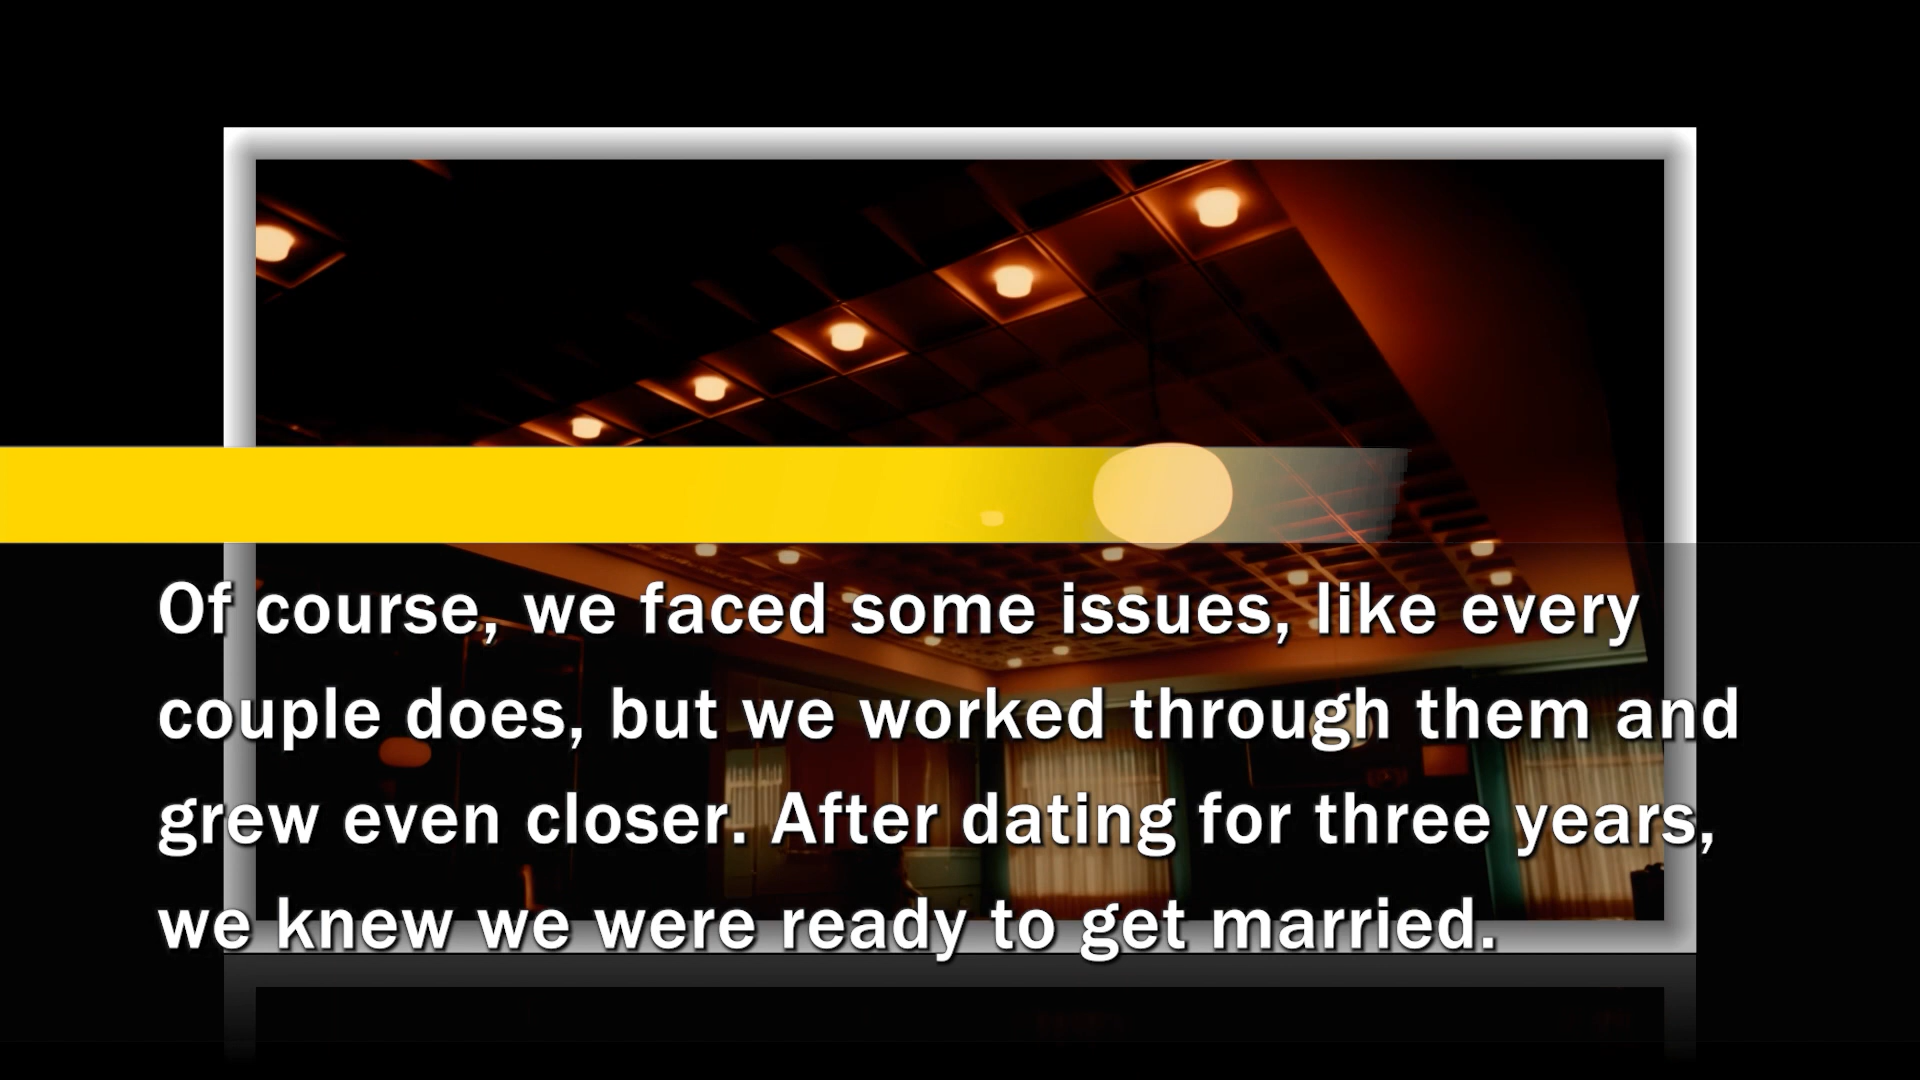 Of course, we faced some issues, like every
couple does, but we worked through them and
grew even closer. After dating for three years,
we knew we were ready to get married.